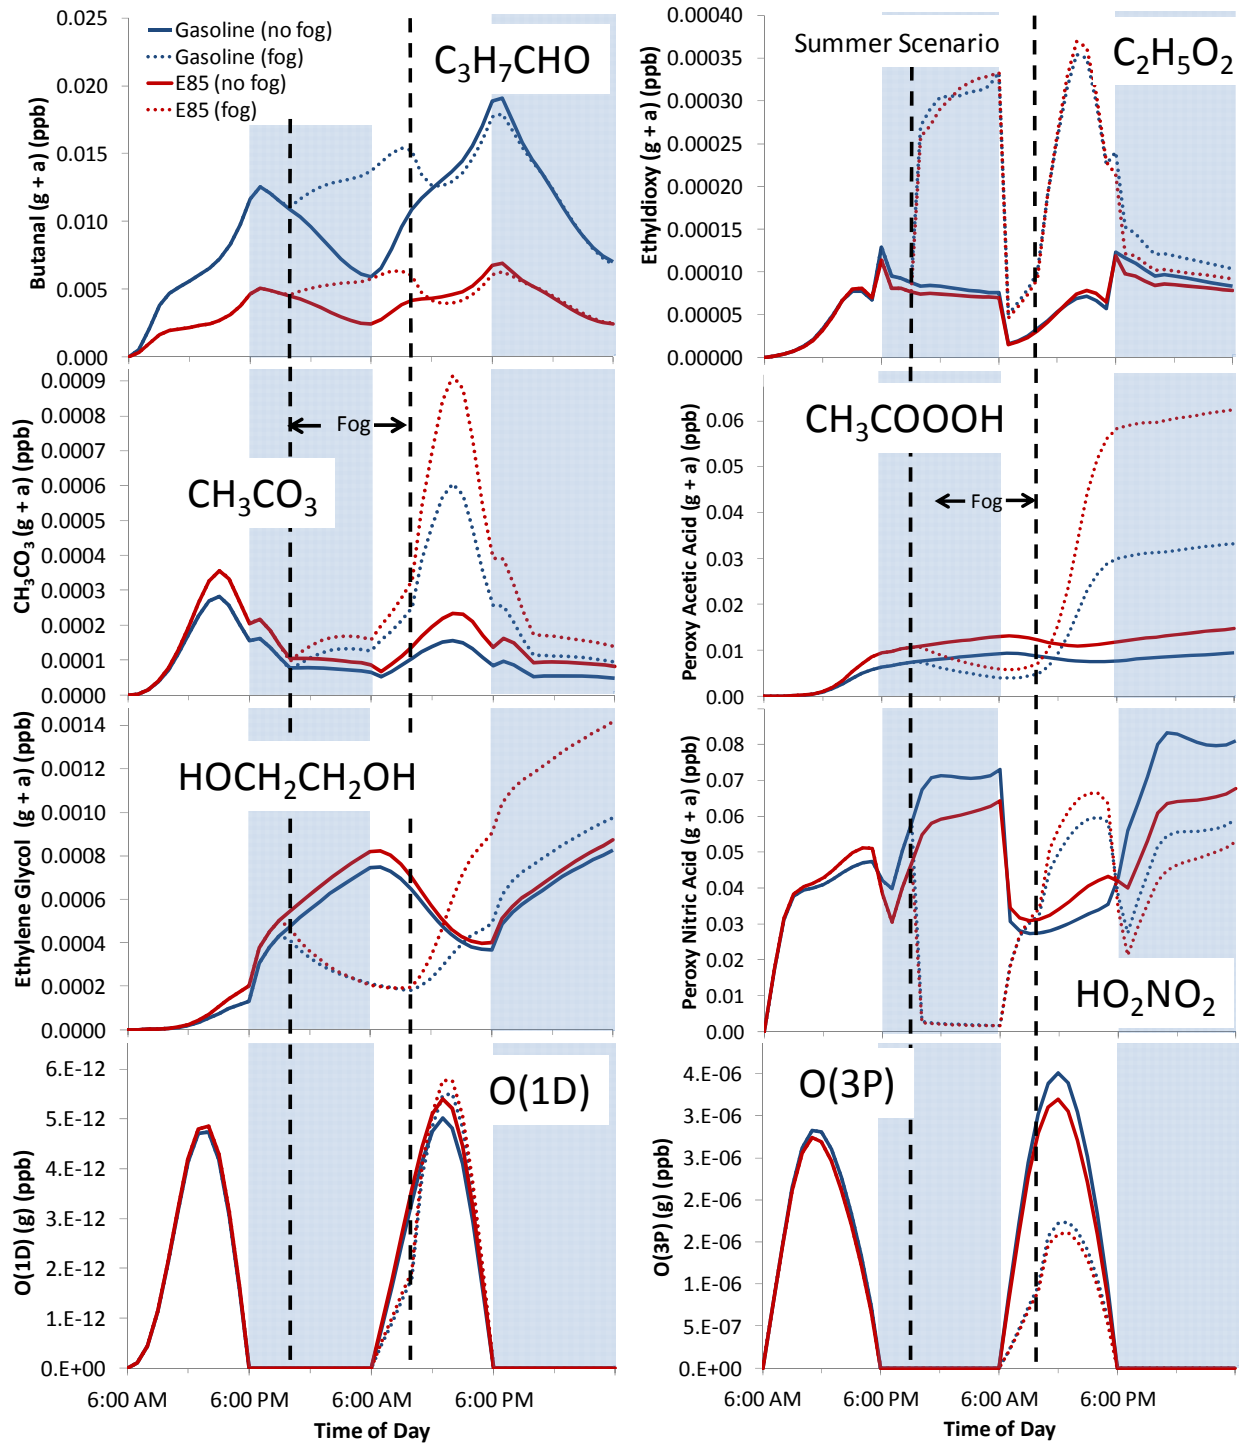 0.025
0.020
0.015
0.010
0.005
0.000
Butanal (g + a) (ppb)
Gasoline (no fog)
Gasoline (fog)
E85 (no fog)
E85 (fog)
C₃H₇CHO
0.00040
0.00035
0.00030
0.00025
0.00020
0.00015
0.00010
0.00005
0.00000
Ethyldioxy (g + a) (ppb)
Summer Scenario
C₂H₅O₂
0.0009
0.0008
0.0007
0.0006
0.0005
0.0004
0.0003
0.0002
0.0001
0.0000
CH₃CO₃ (g + a) (ppb)
Fog
CH₃CO₃
0.06
0.05
0.04
0.03
0.02
0.01
0.00
Peroxy Acetic Acid (g + a) (ppb)
CH₃COOOH
Fog
0.0014
0.0012
0.0010
0.0008
0.0006
0.0004
0.0002
0.0000
Ethylene Glycol (g + a) (ppb)
HOCH₂CH₂OH
0.08
0.07
0.06
0.05
0.04
0.03
0.02
0.01
0.00
Peroxy Nitric Acid (g + a) (ppb)
HO₂NO₂
6.E-12
5.E-12
4.E-12
3.E-12
2.E-12
1.E-12
0.E+00
O(1D) (g) (ppb)
O(1D)
6:00 AM
6:00 PM
6:00 AM
6:00 PM
Time of Day
4.E-06
3.E-06
3.E-06
2.E-06
2.E-06
1.E-06
5.E-07
0.E+00
O(3P) (g) (ppb)
O(3P)
6:00 AM
6:00 PM
6:00 AM
6:00 PM
Time of Day